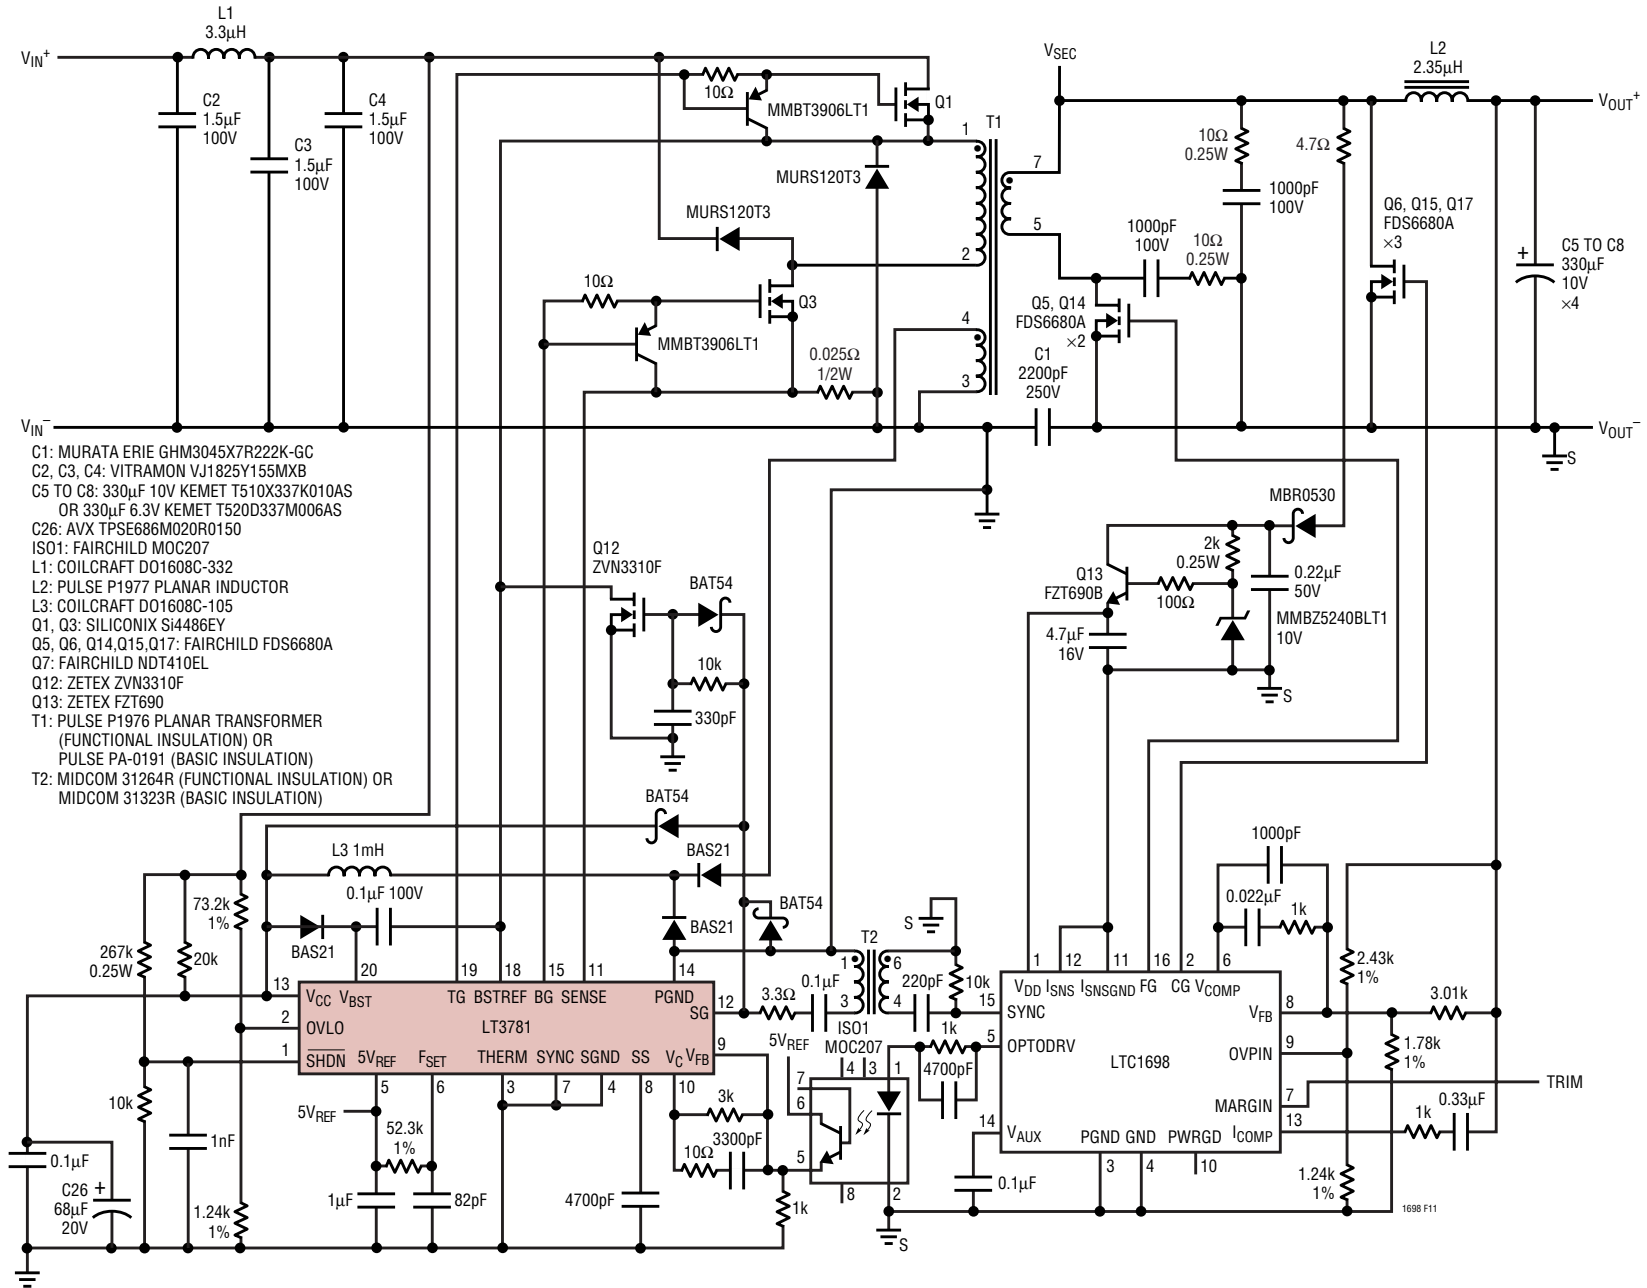 L1
3.3µH
VIN+
C2
1.5µF
100V
C3
1.5µF
100V
C4
1.5µF
100V
10Ω
MMBT3906LT1
Q1
MURS120T3
MURS120T3
1
T1
2
7
5
4
3
10Ω
Q3
MMBT3906LT1
0.025Ω
1/2W
VSEC
L2
2.35µH
VOUT+
10Ω
0.25W
1000pF
100V
4.7Ω
1000pF
100V
10Ω
0.25W
Q6, Q15, Q17
FDS6680A
×3
+
C5 TO C8
330µF
10V
×4
Q5, Q14
FDS6680A
×2
C1
2200pF
250V
VIN–
VOUT–
S
C1: MURATA ERIE GHM3045X7R222K-GC
C2, C3, C4: VITRAMON VJ1825Y155MXB
C5 TO C8: 330µF 10V KEMET T510X337K010AS
OR 330µF 6.3V KEMET T520D337M006AS
C26: AVX TPSE686M020R0150
ISO1: FAIRCHILD MOC207
L1: COILCRAFT DO1608C-332
L2: PULSE P1977 PLANAR INDUCTOR
L3: COILCRAFT DO1608C-105
Q1, Q3: SILICONIX Si4486EY
Q5, Q6, Q14,Q15,Q17: FAIRCHILD FDS6680A
Q7: FAIRCHILD NDT410EL
Q12: ZETEX ZVN3310F
Q13: ZETEX FZT690
T1: PULSE P1976 PLANAR TRANSFORMER
(FUNCTIONAL INSULATION) OR
PULSE PA-0191 (BASIC INSULATION)
T2: MIDCOM 31264R (FUNCTIONAL INSULATION) OR
MIDCOM 31323R (BASIC INSULATION)
Q12
ZVN3310F
BAT54
10k
330pF
BAT54
MBR0530
2k
0.25W
Q13
FZT690B
100Ω
0.22µF
50V
MMBZ5240BLT1
10V
4.7µF
16V
S
L3 1mH
BAS21
0.1µF 100V
BAS21
BAS21
BAT54
73.2k
1%
267k
0.25W
20k
S
T2
1
3
6
4
3.3Ω
0.1µF
220pF
10k
1k
1000pF
0.022µF
1k
2.43k
1%
3.01k
1.78k
1%
13
20
19
18
15
11
14
12
VCC
VBST
TG
BSTREF
BG
SENSE
PGND
SG
2
OVLO
LT3781
1
SHDN
5VREF
FSET
THERM
SYNC
SGND
SS
VC
VFB
9
5
6
3
7
4
8
10
1
12
11
16
2
6
VDD
ISNS
ISNSGND
FG
CG
VCOMP
15
SYNC
VFB
8
5
OPTODRV
LTC1698
OVPIN
9
MARGIN
7
TRIM
14
VAUX
PGND
GND
PWRGD
ICOMP
13
3
4
10
1k
0.33µF
5VREF
ISO1
MOC207
4
3
1
7
6
5
8
2
4700pF
0.1µF
S
10k
1nF
0.1µF
C26
68µF
20V
+
1.24k
1%
5VREF
52.3k
1%
1µF
82pF
4700pF
3k
3300pF
10Ω
1k
1.24k
1%
1698 F11